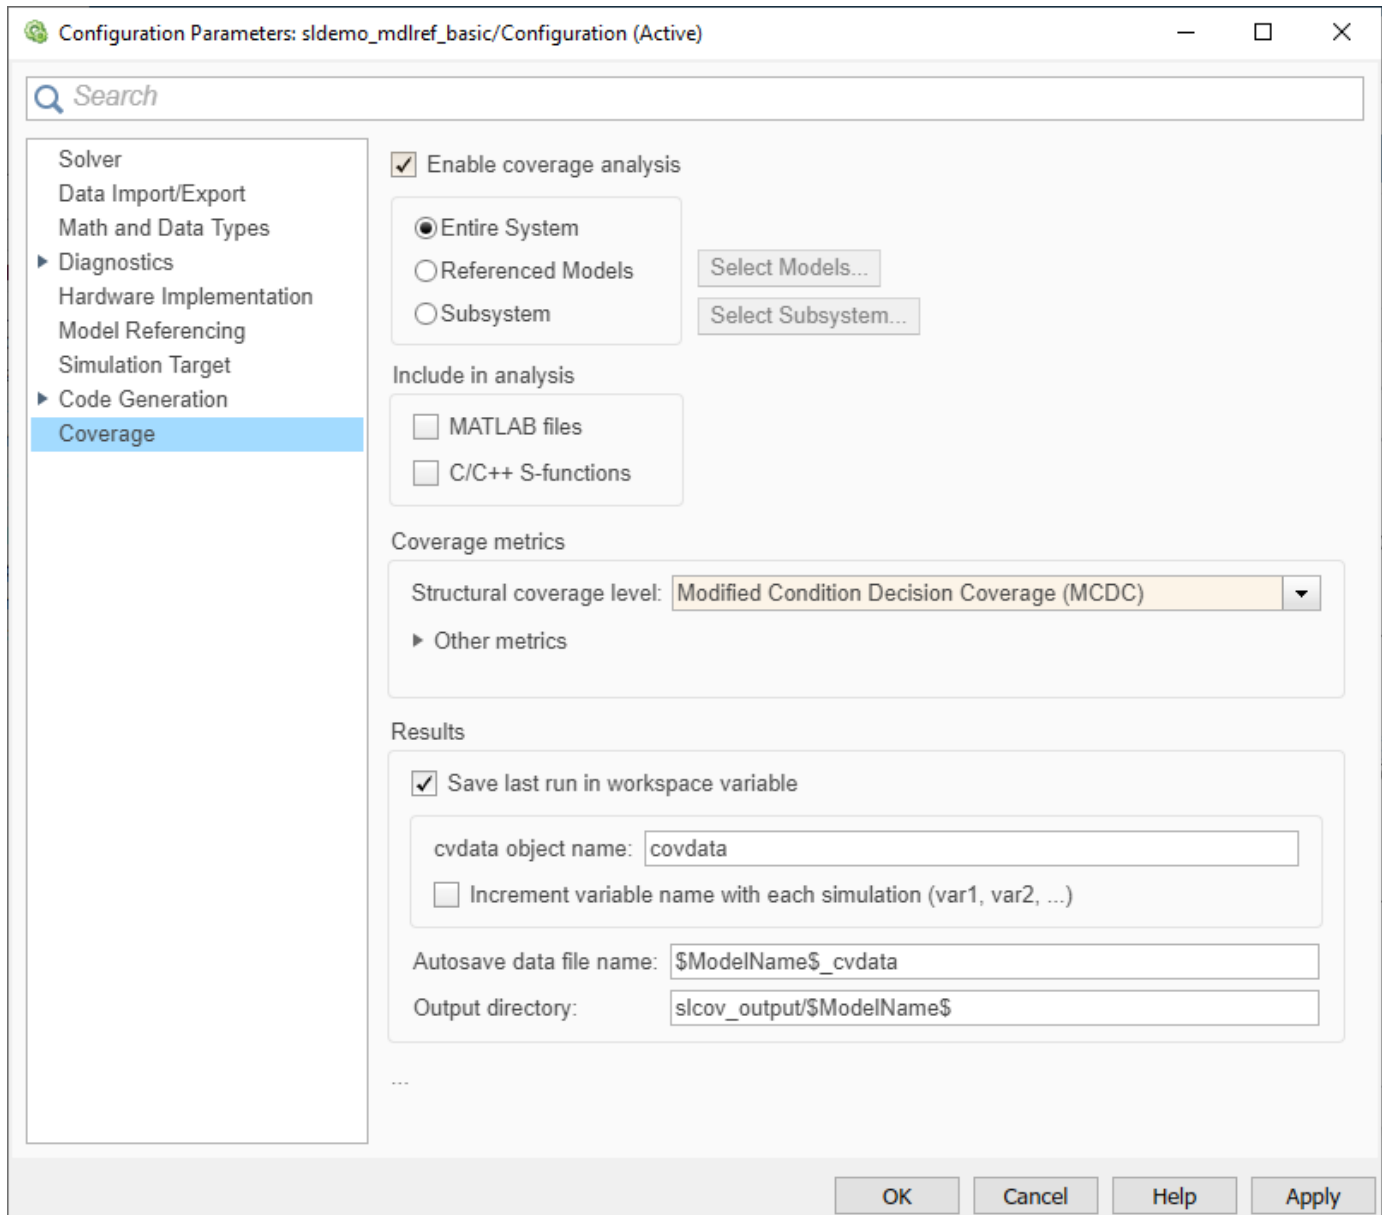 Configuration Parameters: sldemo_mdlref_basic/Configuration (Active)
Search
Solver
Data Import/Export
Math and Data Types
Diagnostics
Hardware Implementation
Model Referencing
Simulation Target
Code Generation
Coverage
Enable coverage analysis
Entire System
Referenced Models
Select Models...
Subsystem
Select Subsystem...
Include in analysis
MATLAB files
C/C++ S-functions
Coverage metrics
Structural coverage level: Modified Condition Decision Coverage (MCDC)
Other metrics
Results
Save last run in workspace variable
cvdata object name: covdata
Increment variable name with each simulation (var1, var2, ...)
Autosave data file name: $ModelName$_cvdata
Output directory: slcov_output/$ModelName$
...
OK Cancel Help Apply